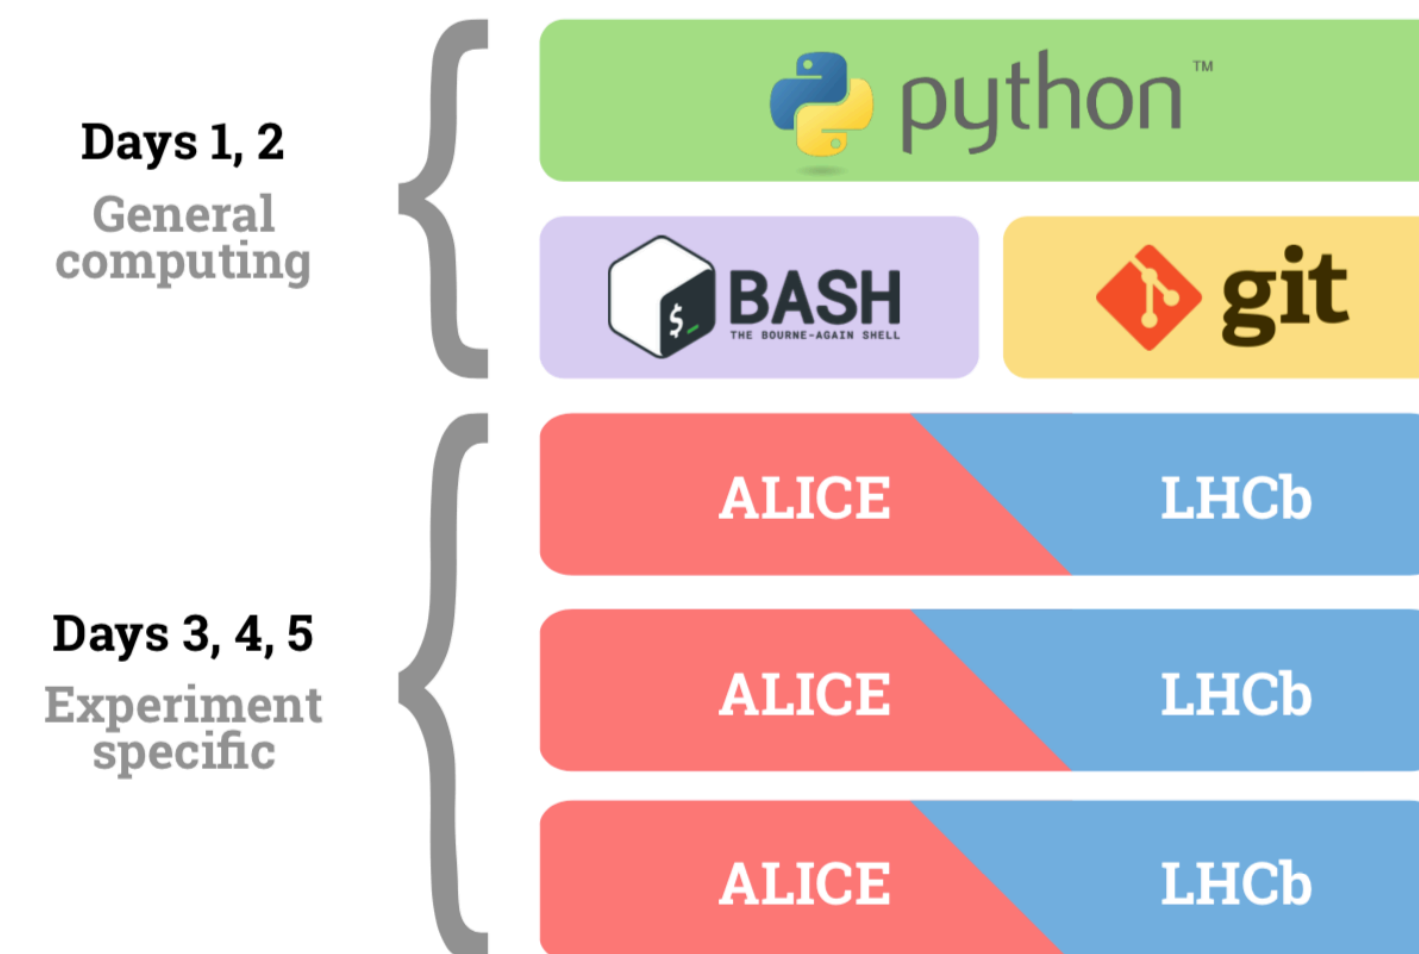 Days 1, 2
General
computing
python™
$_
BASH
THE BOURNE-AGAIN SHELL
git
Days 3, 4, 5
Experiment
specific
ALICE
LHCb
ALICE
LHCb
ALICE
LHCb